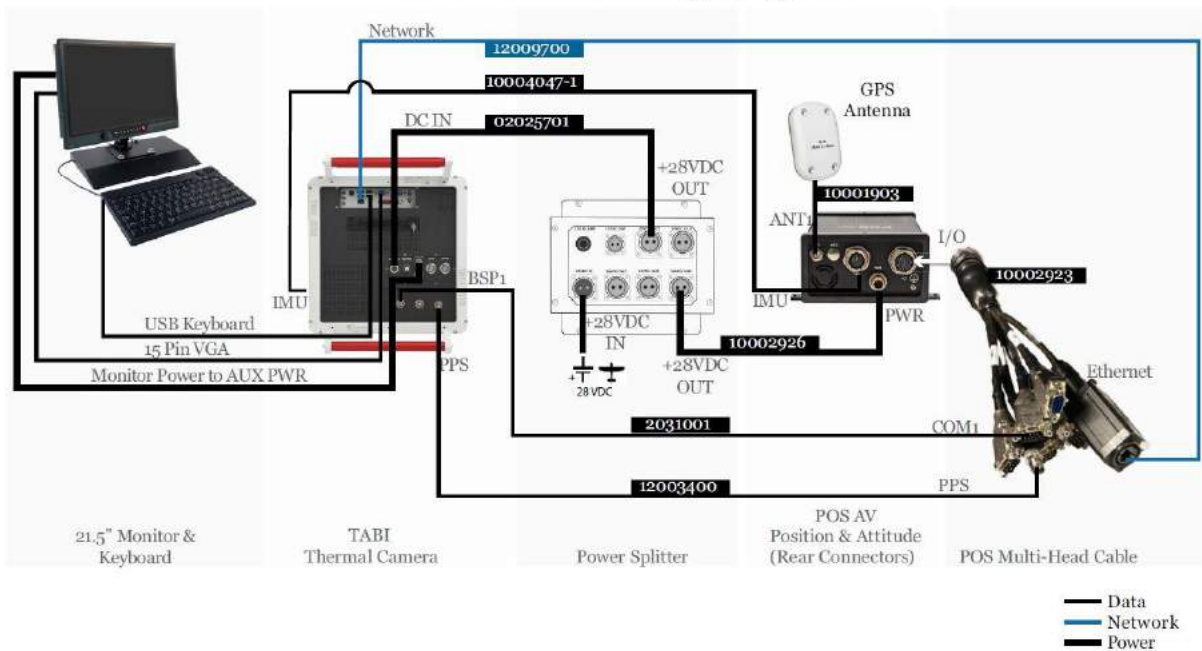 Network
12009700
10004047-1
DC IN
02025701
GPS
Antenna
+28VDC
OUT
10001903
ANT1
I/O
10002923
IMU
BSP1
IMU
PWR
USB Keyboard
+28VDC
IN
15 Pin VGA
10002926
Monitor Power to AUX PWR
PPS
+28VDC
OUT
28 VDC
Ethernet
2031001
COM1
12003400
PPS
21.5" Monitor &
Keyboard
TABI
Thermal Camera
Power Splitter
POS AV
Position & Attitude
(Rear Connectors)
POS Multi-Head Cable
Data
Network
Power